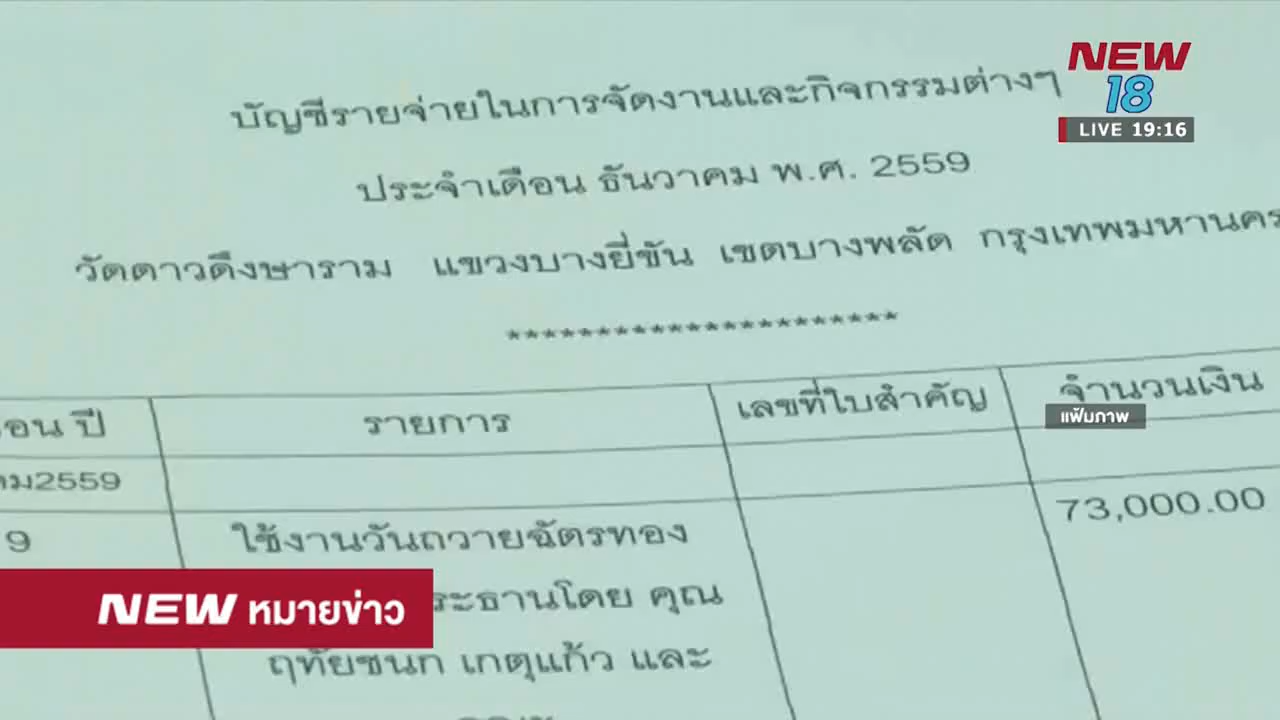 NEW
18
LIVE 19:16
บัญชีรายจ่ายในการจัดงานและกิจกรรมต่างๆ
ประจำเดือน ธันวาคม พ.ศ. 2559
วัดดาวดึงษาราม แขวงบางยี่ขัน เขตบางพลัด กรุงเทพมหานคร
**********************
อน ปี รายการ เลขที่ใบสำคัญ จำนวนเงิน
แฟ้มภาพ
คม2559
9 ใช้งานวันถวายฉัตรทอง 73,000.00
ระธานโดย คุณ
NEW หมายข่าว
ฤทัยชนก เกตุแก้ว และ